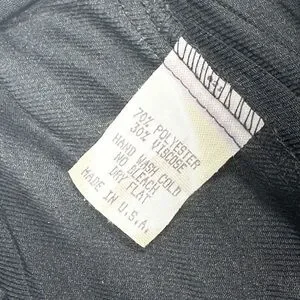 70% POLYESTER
30% VISCOSE
HAND WASH COLD
NO BLEACH
DRY FLAT
MADE IN U.S.A.